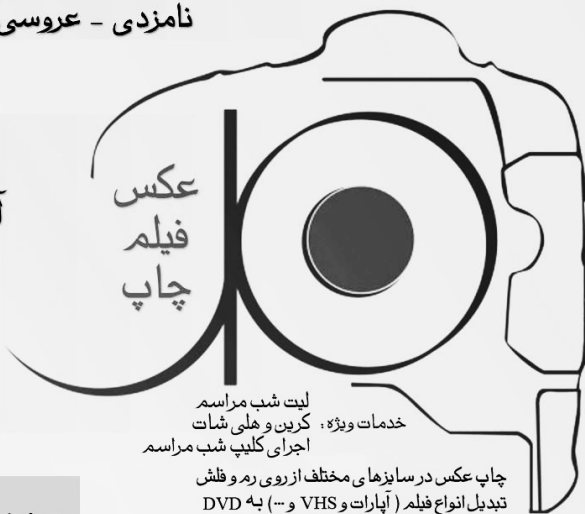 نامزدی - عروسی
عکس
فیلم
چاپ
لیت شب مراسم
خدمات ویژه: کرین و هلی شات
اجرای کلیپ شب مراسم
چاپ عکس در سایزهای مختلف از روی رم و فلش
تبدیل انواع فیلم (آپارات و VHS و ...) به DVD